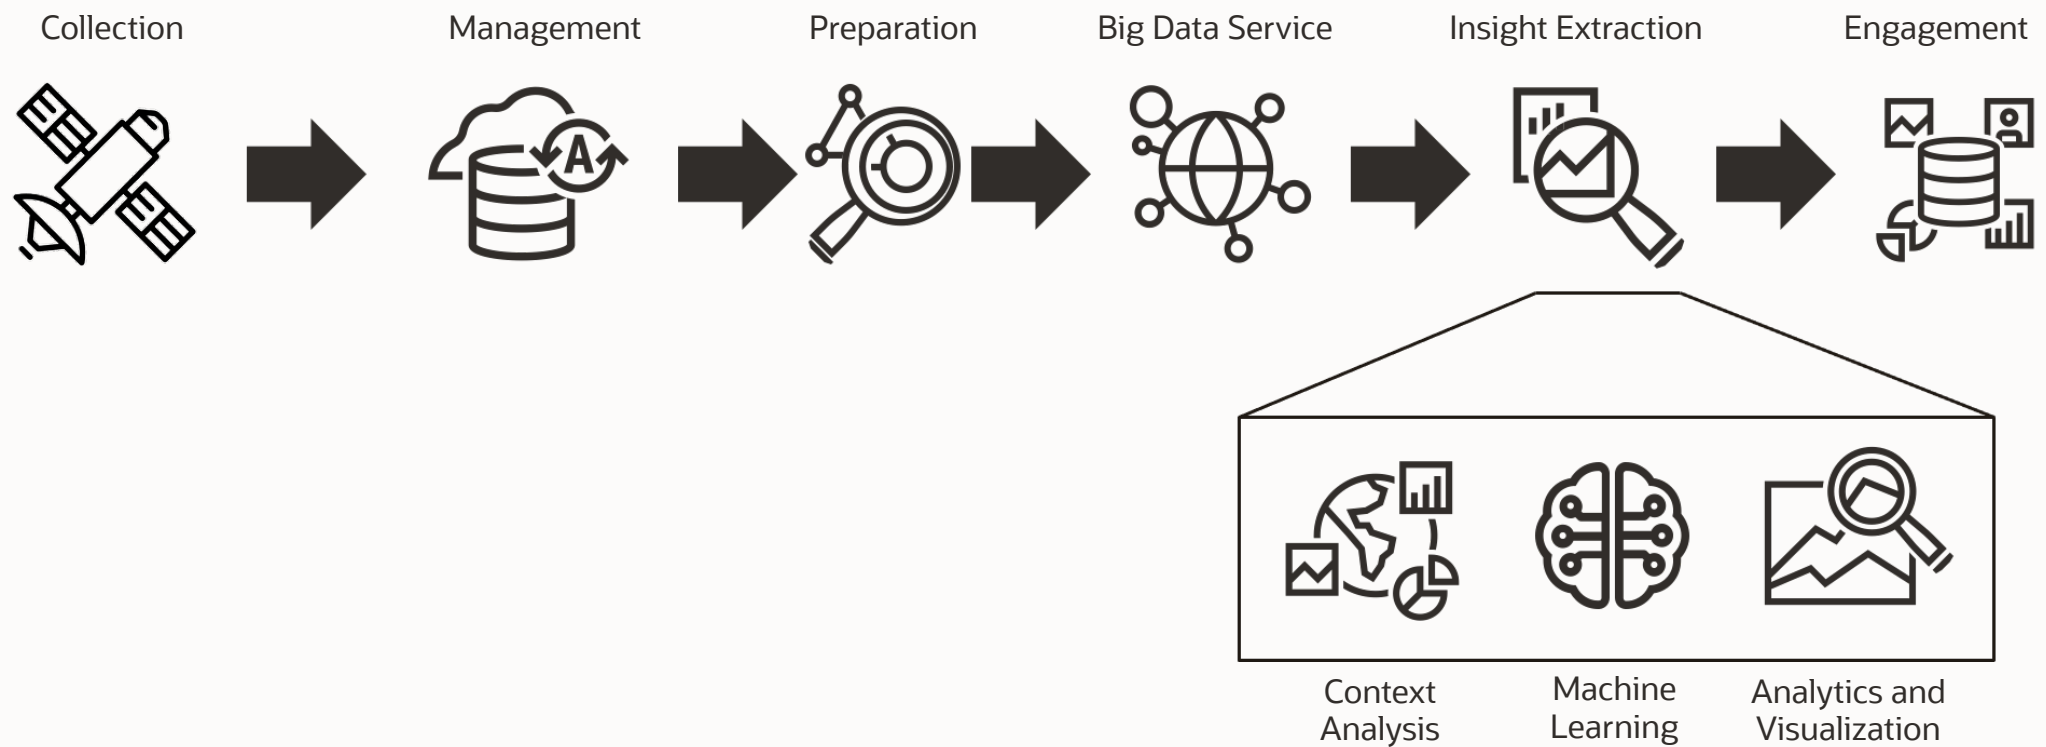 Collection
Management
Preparation
Big Data Service
Insight Extraction
Engagement
A
Context
Analysis
Machine
Learning
Analytics and
Visualization